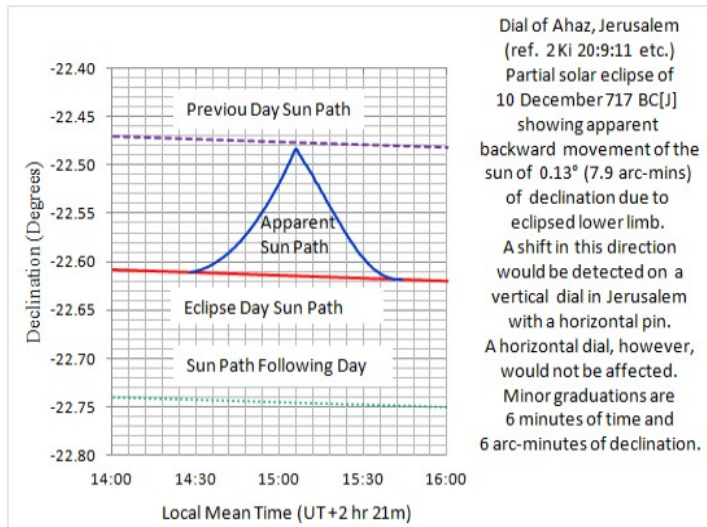 Dial of Ahaz, Jerusalem
(ref. 2Ki 20:9:11 etc.)
Partial solar eclipse of
10 December 717 BC[J]
showing apparent
backward movement of the
sun of 0.13° (7.9 arc-mins)
of declination due to
eclipsed lower limb.
A shift in this direction
would be detected on a
vertical dial in Jerusalem
with a horizontal pin.
A horizontal dial, however,
would not be affected.
Minor graduations are
6 minutes of time and
6 arc-minutes of declination.
Declination (Degrees)
-22.40
-22.45
-22.50
-22.55
-22.60
-22.65
-22.70
-22.75
-22.80
Previou Day Sun Path
Apparent
Sun Path
Eclipse Day Sun Path
Sun Path Following Day
14:00 14:30 15:00 15:30 16:00
Local Mean Time (UT +2 hr 21m)